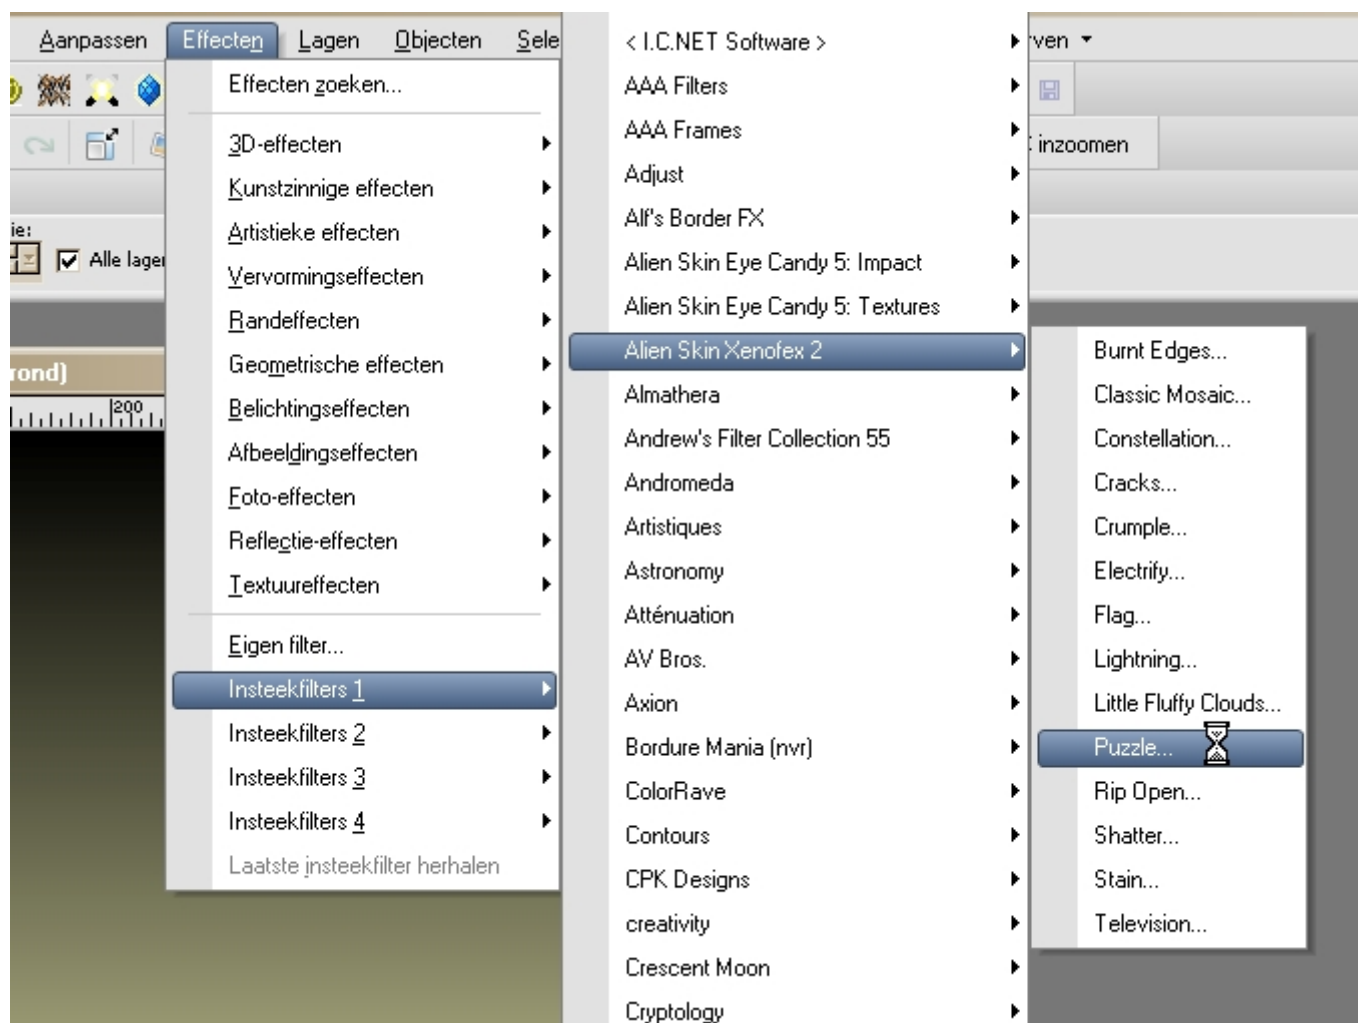 Aanpassen Effecten Lagen Objecten Sele
ven
inzoomen
ie:
Alle lagen
rond)
200
Effecten zoeken...
3D-effecten
Kunstzinnige effecten
Artistieke effecten
Vervormingseffecten
Randeffecten
Geometrische effecten
Belichtingseffecten
Afbeeldingseffecten
Foto-effecten
Reflectie-effecten
Textuureffecten
Eigen filter...
Insteekfilters 1
Insteekfilters 2
Insteekfilters 3
Insteekfilters 4
Laatste insteekfilter herhalen
< I.C.NET Software >
AAA Filters
AAA Frames
Adjust
Alf's Border FX
Alien Skin Eye Candy 5: Impact
Alien Skin Eye Candy 5: Textures
Alien Skin Xenofex 2
Almathera
Andrew's Filter Collection 55
Andromeda
Artistiques
Astronomy
Atténuation
AV Bros.
Axion
Bordure Mania (nvr)
ColorRave
Contours
CPK Designs
creativity
Crescent Moon
Cryptology
Burnt Edges...
Classic Mosaic...
Constellation...
Cracks...
Crumple...
Electrify...
Flag...
Lightning...
Little Fluffy Clouds...
Puzzle...
Rip Open...
Shatter...
Stain...
Television...